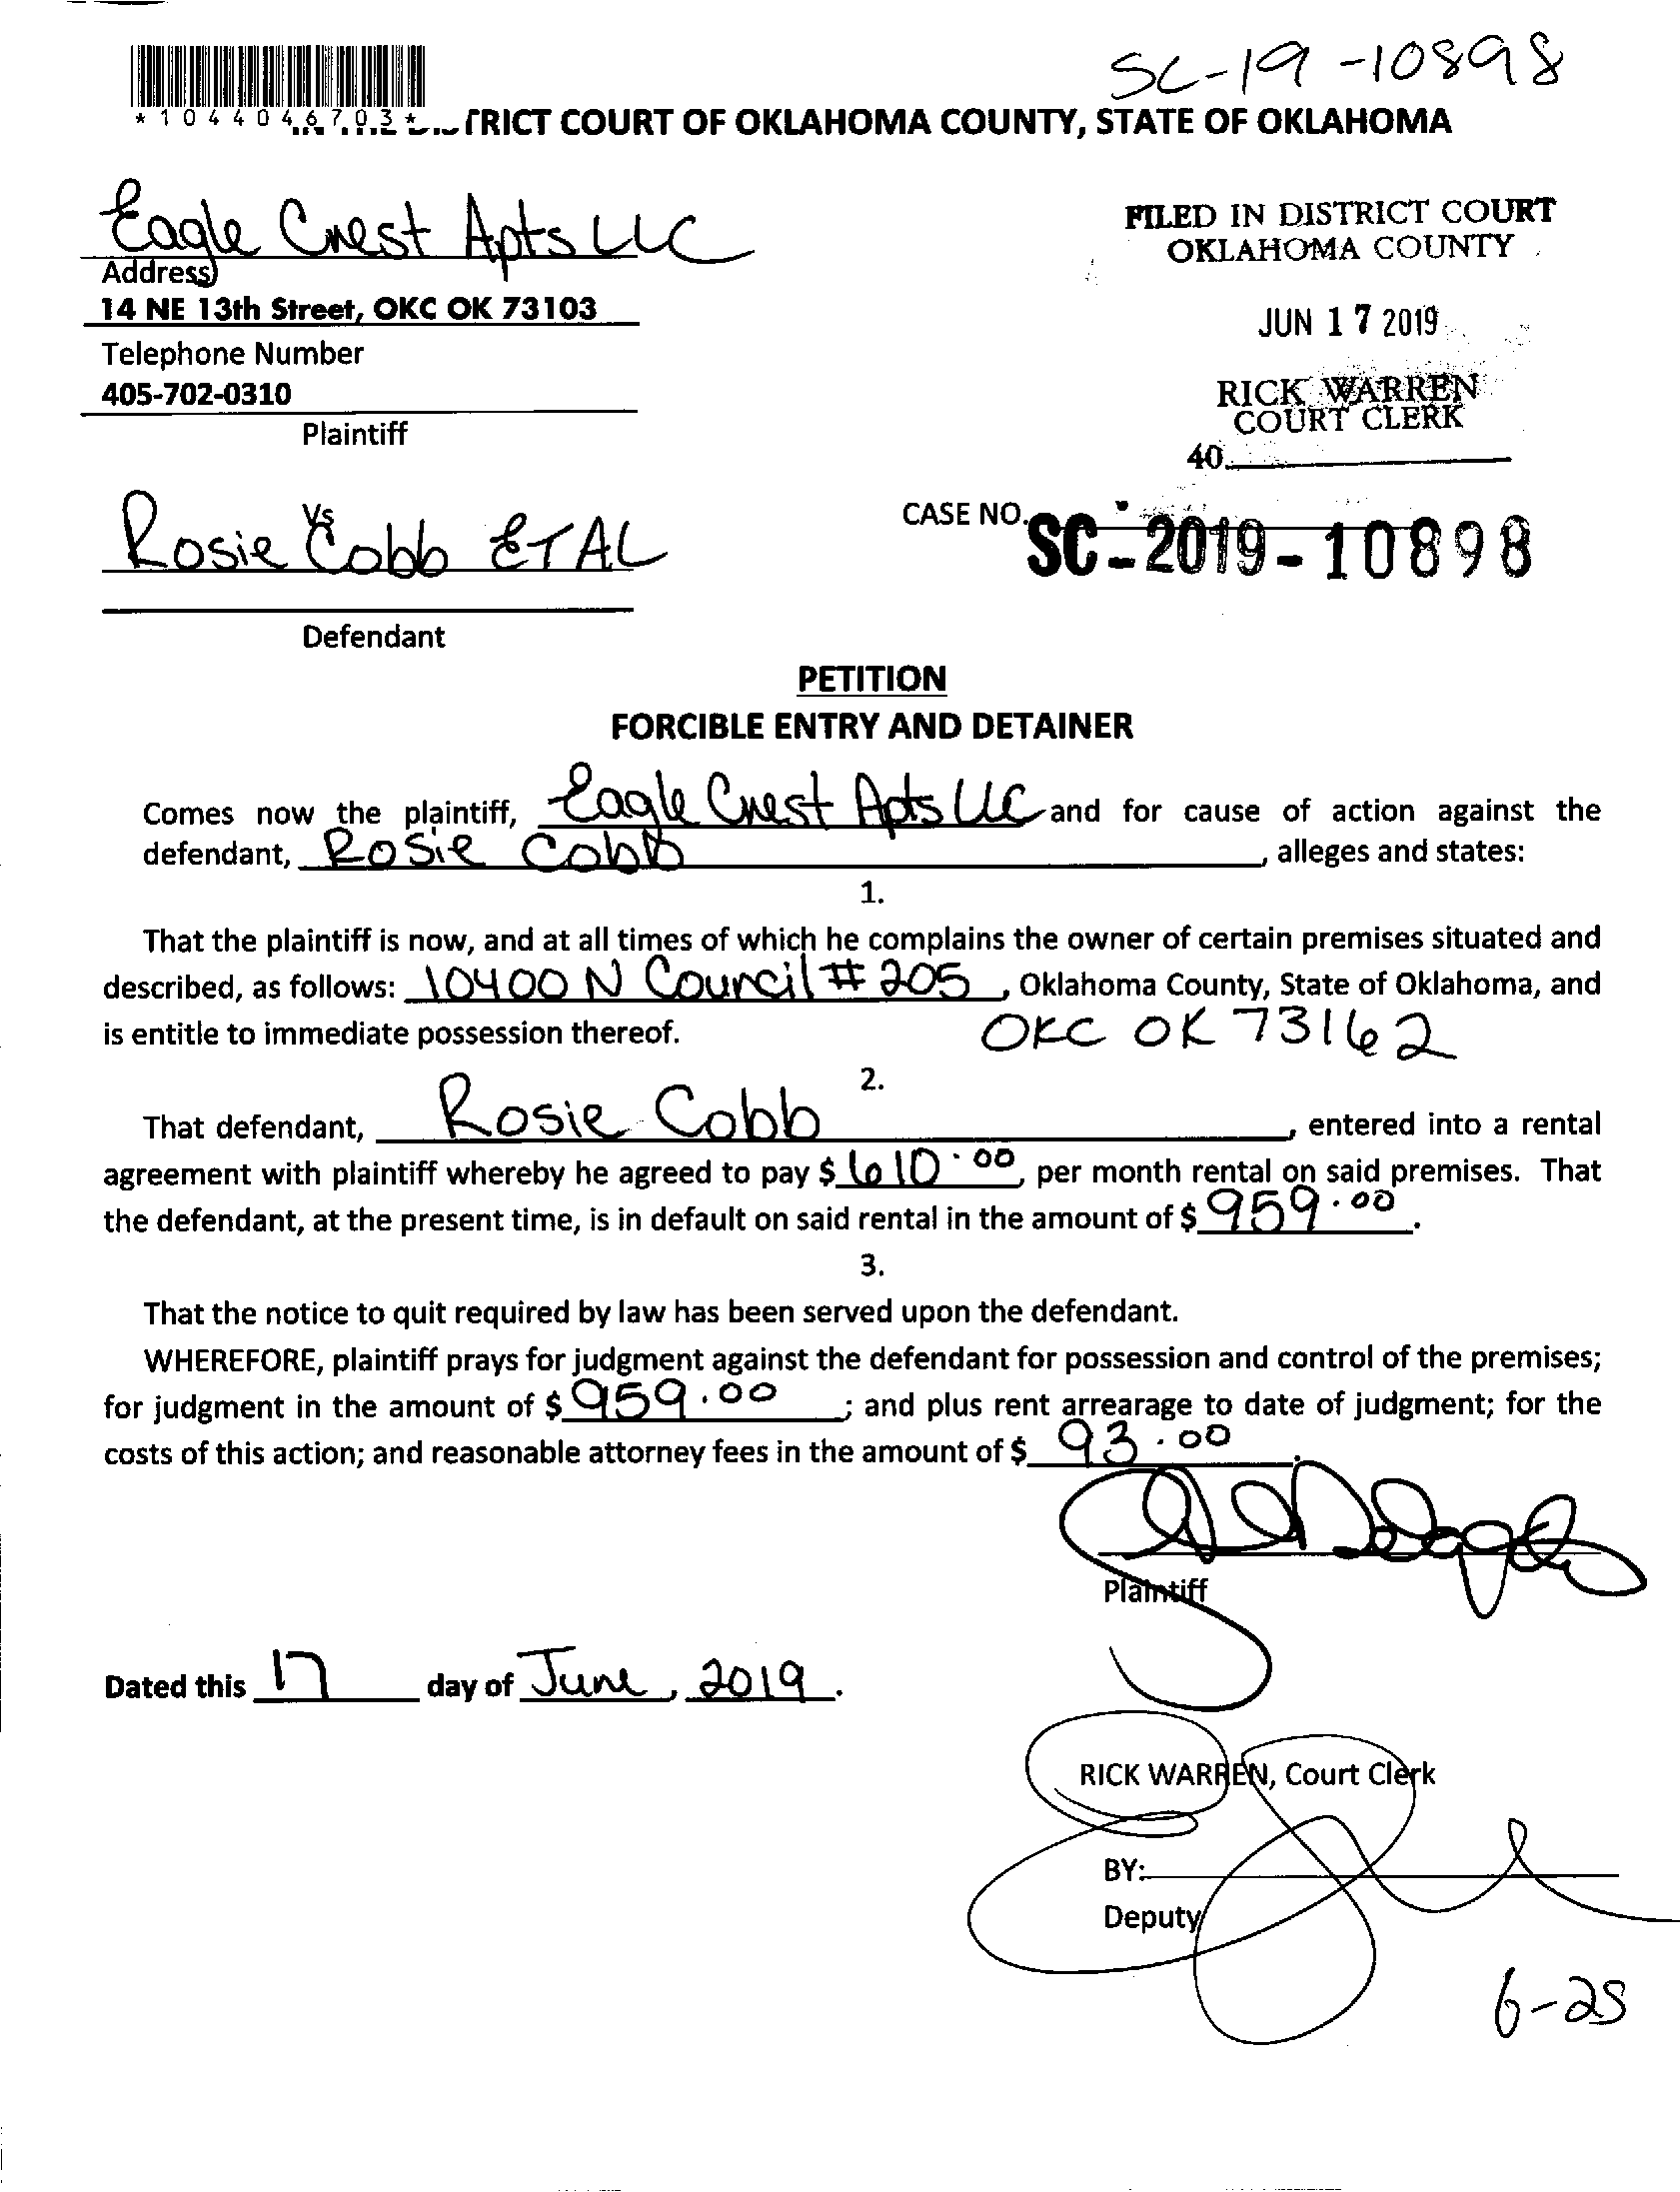 SC-19-10898
*1044046703*
TRICT COURT OF OKLAHOMA COUNTY, STATE OF OKLAHOMA
Eagle Crest Apts LLC
Address
14 NE 13th Street, OKC OK 73103
Telephone Number
405-702-0310
Plaintiff
FILED IN DISTRICT COURT
OKLAHOMA COUNTY
JUN 17 2019
RICK WARREN
COURT CLERK
40
Vs
Rosie Cobb ETAL
Defendant
CASE NO. SC-2019-10898
PETITION
FORCIBLE ENTRY AND DETAINER
Comes now the plaintiff, Eagle Crest Apts LLC and for cause of action against the
defendant, Rosie Cobb, alleges and states:
1.
That the plaintiff is now, and at all times of which he complains the owner of certain premises situated and
described, as follows: 10400 N Council # 205, Oklahoma County, State of Oklahoma, and
is entitle to immediate possession thereof. OKC OK 73162
2.
That defendant, Rosie Cobb, entered into a rental
agreement with plaintiff whereby he agreed to pay $ 610.00, per month rental on said premises. That
the defendant, at the present time, is in default on said rental in the amount of $ 959.00.
3.
That the notice to quit required by law has been served upon the defendant.
WHEREFORE, plaintiff prays for judgment against the defendant for possession and control of the premises;
for judgment in the amount of $ 959.00; and plus rent arrearage to date of judgment; for the
costs of this action; and reasonable attorney fees in the amount of $ 93.00.
Plaintiff
Dated this 17 day of June, 2019.
RICK WARREN, Court Clerk
BY:
Deputy